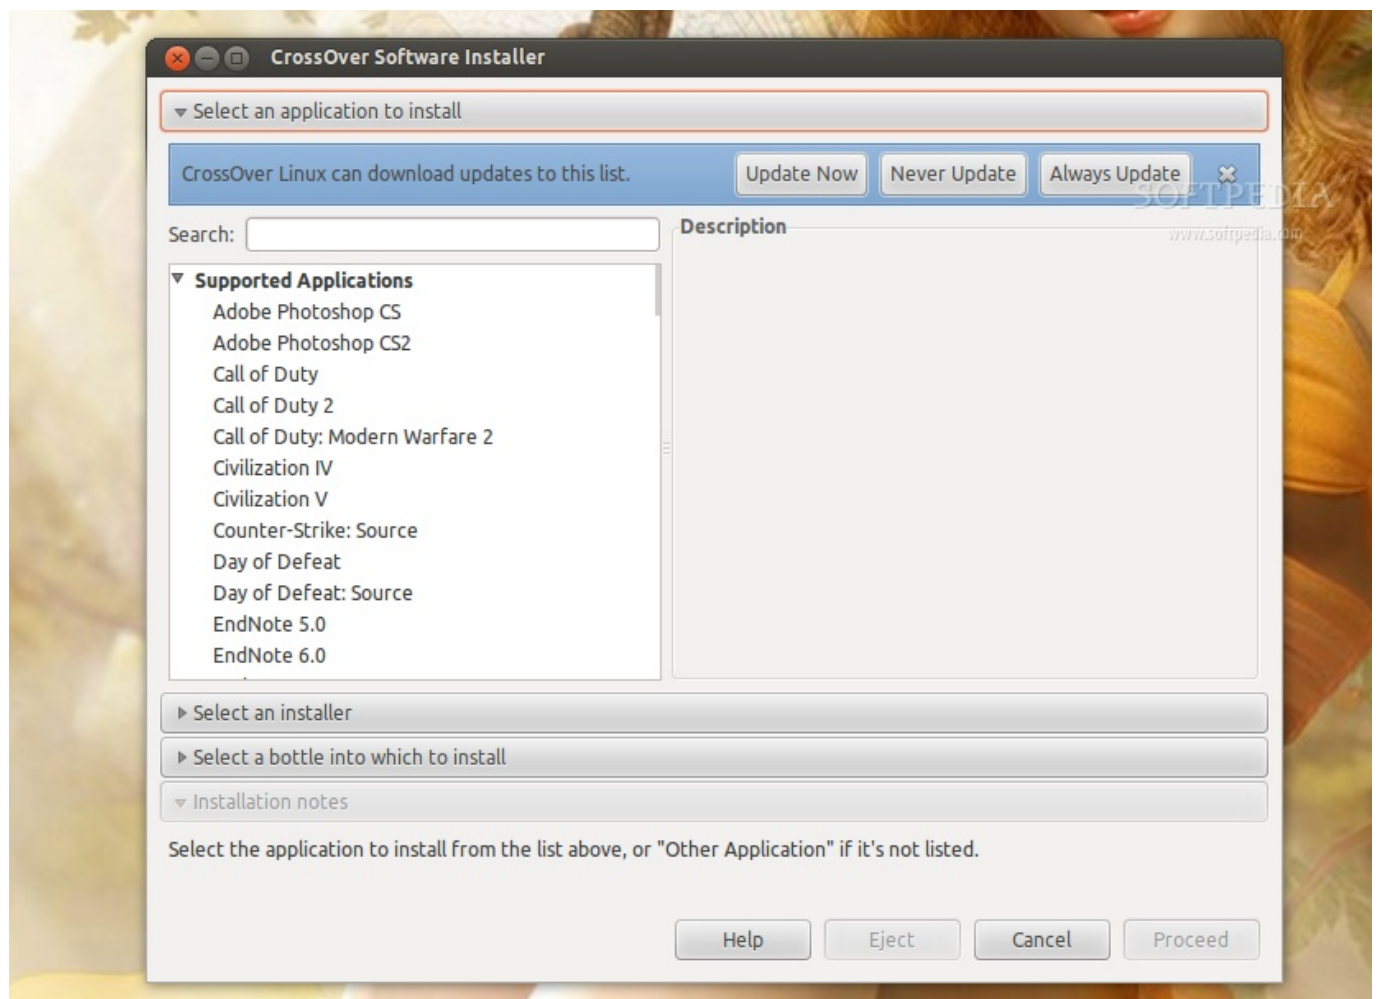 CrossOver Software Installer
Select an application to install
CrossOver Linux can download updates to this list.
Update Now
Never Update
Always Update
SOFTPEDIA
www.softpedia.com
Search:
Description
Supported Applications
Adobe Photoshop CS
Adobe Photoshop CS2
Call of Duty
Call of Duty 2
Call of Duty: Modern Warfare 2
Civilization IV
Civilization V
Counter-Strike: Source
Day of Defeat
Day of Defeat: Source
EndNote 5.0
EndNote 6.0
Select an installer
Select a bottle into which to install
Installation notes
Select the application to install from the list above, or "Other Application" if it's not listed.
Help
Eject
Cancel
Proceed